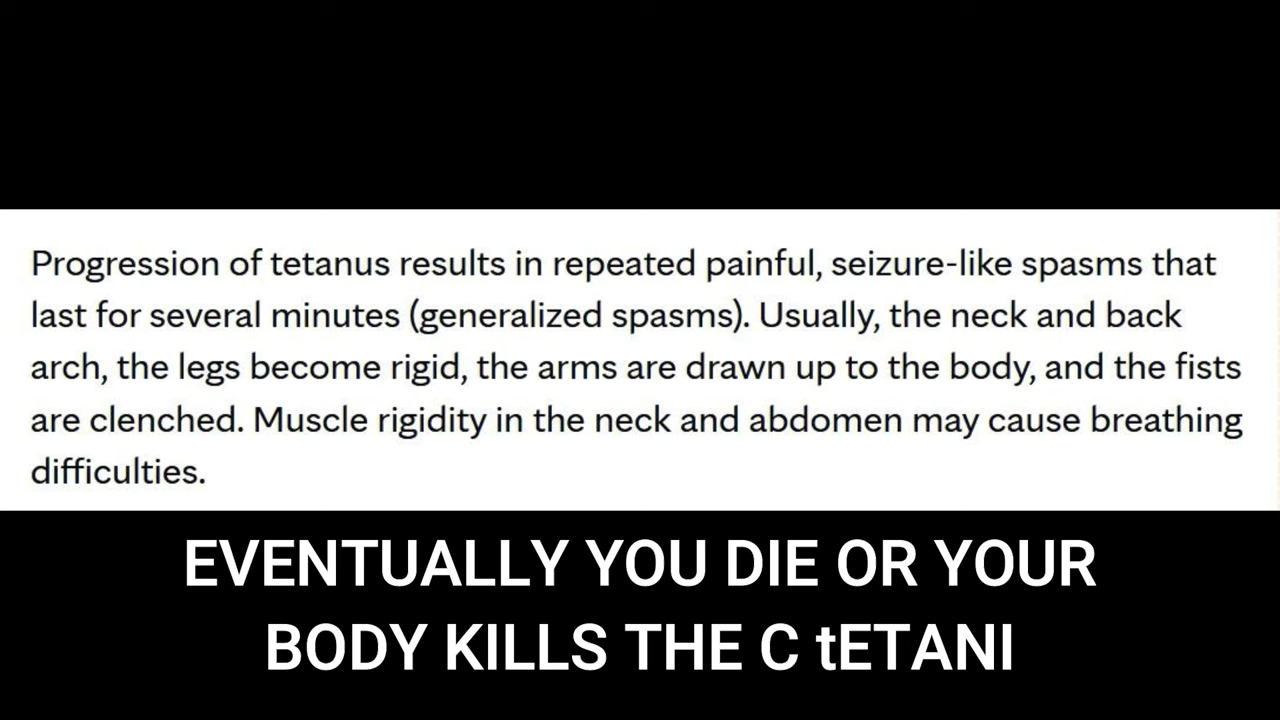 Progression of tetanus results in repeated painful, seizure-like spasms that
last for several minutes (generalized spasms). Usually, the neck and back
arch, the legs become rigid, the arms are drawn up to the body, and the fists
are clenched. Muscle rigidity in the neck and abdomen may cause breathing
difficulties.
EVENTUALLY YOU DIE OR YOUR
BODY KILLS THE C tETANI